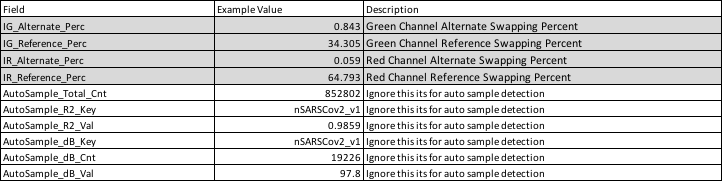 Field Example Value Description
IG_Alternate_Perc 0.843 Green Channel Alternate Swapping Percent
IG_Reference_Perc 34.305 Green Channel Reference Swapping Percent
IR_Alternate_Perc 0.059 Red Channel Alternate Swapping Percent
IR_Reference_Perc 64.793 Red Channel Reference Swapping Percent
AutoSample_Total_Cnt 852802 Ignore this its for auto sample detection
AutoSample_R2_Key nSARSCov2_v1 Ignore this its for auto sample detection
AutoSample_R2_Val 0.9859 Ignore this its for auto sample detection
AutoSample_dB_Key nSARSCov2_v1 Ignore this its for auto sample detection
AutoSample_dB_Cnt 19226 Ignore this its for auto sample detection
AutoSample_dB_Val 97.8 Ignore this its for auto sample detection